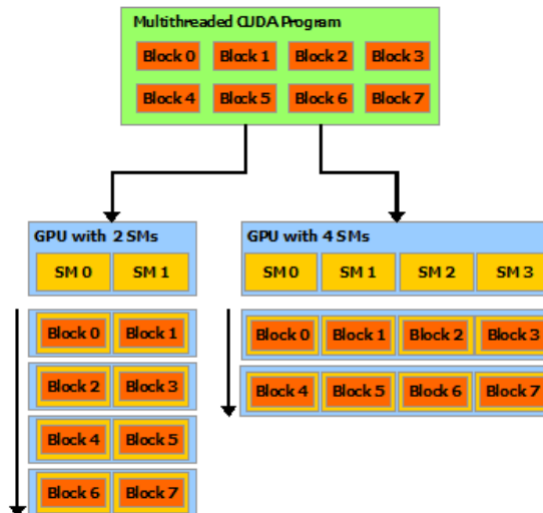 Multithreaded CUDA Program
Block 0 Block 1 Block 2 Block 3
Block 4 Block 5 Block 6 Block 7
GPU with 2 SMs
SM 0 SM 1
Block 0 Block 1
Block 2 Block 3
Block 4 Block 5
Block 6 Block 7
GPU with 4 SMs
SM 0 SM 1 SM 2 SM 3
Block 0 Block 1 Block 2 Block 3
Block 4 Block 5 Block 6 Block 7